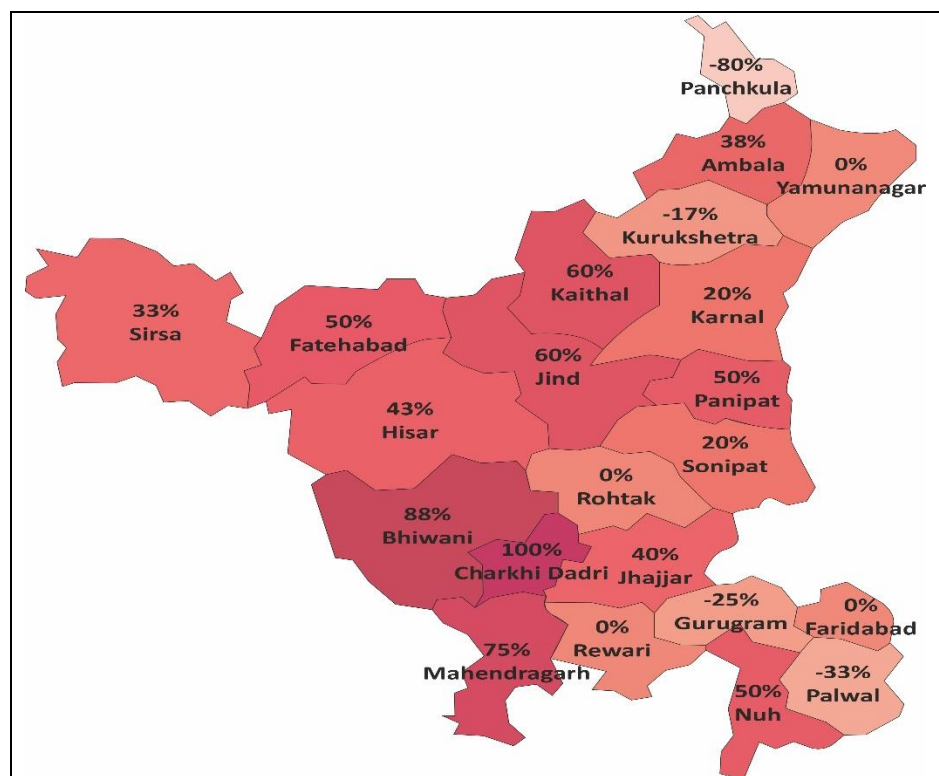 -80%
Panchkula
38%
Ambala
0%
Yamunanagar
-17%
Kurukshetra
60%
Kaithal
20%
Karnal
33%
Sirsa
50%
Fatehabad
60%
Jind
50%
Panipat
43%
Hisar
20%
Sonipat
0%
Rohtak
88%
Bhiwani
100%
Charkhi Dadri
40%
Jhajjar
-25%
Gurugram
0%
Faridabad
0%
Rewari
75%
Mahendragarh
-33%
Palwal
50%
Nuh